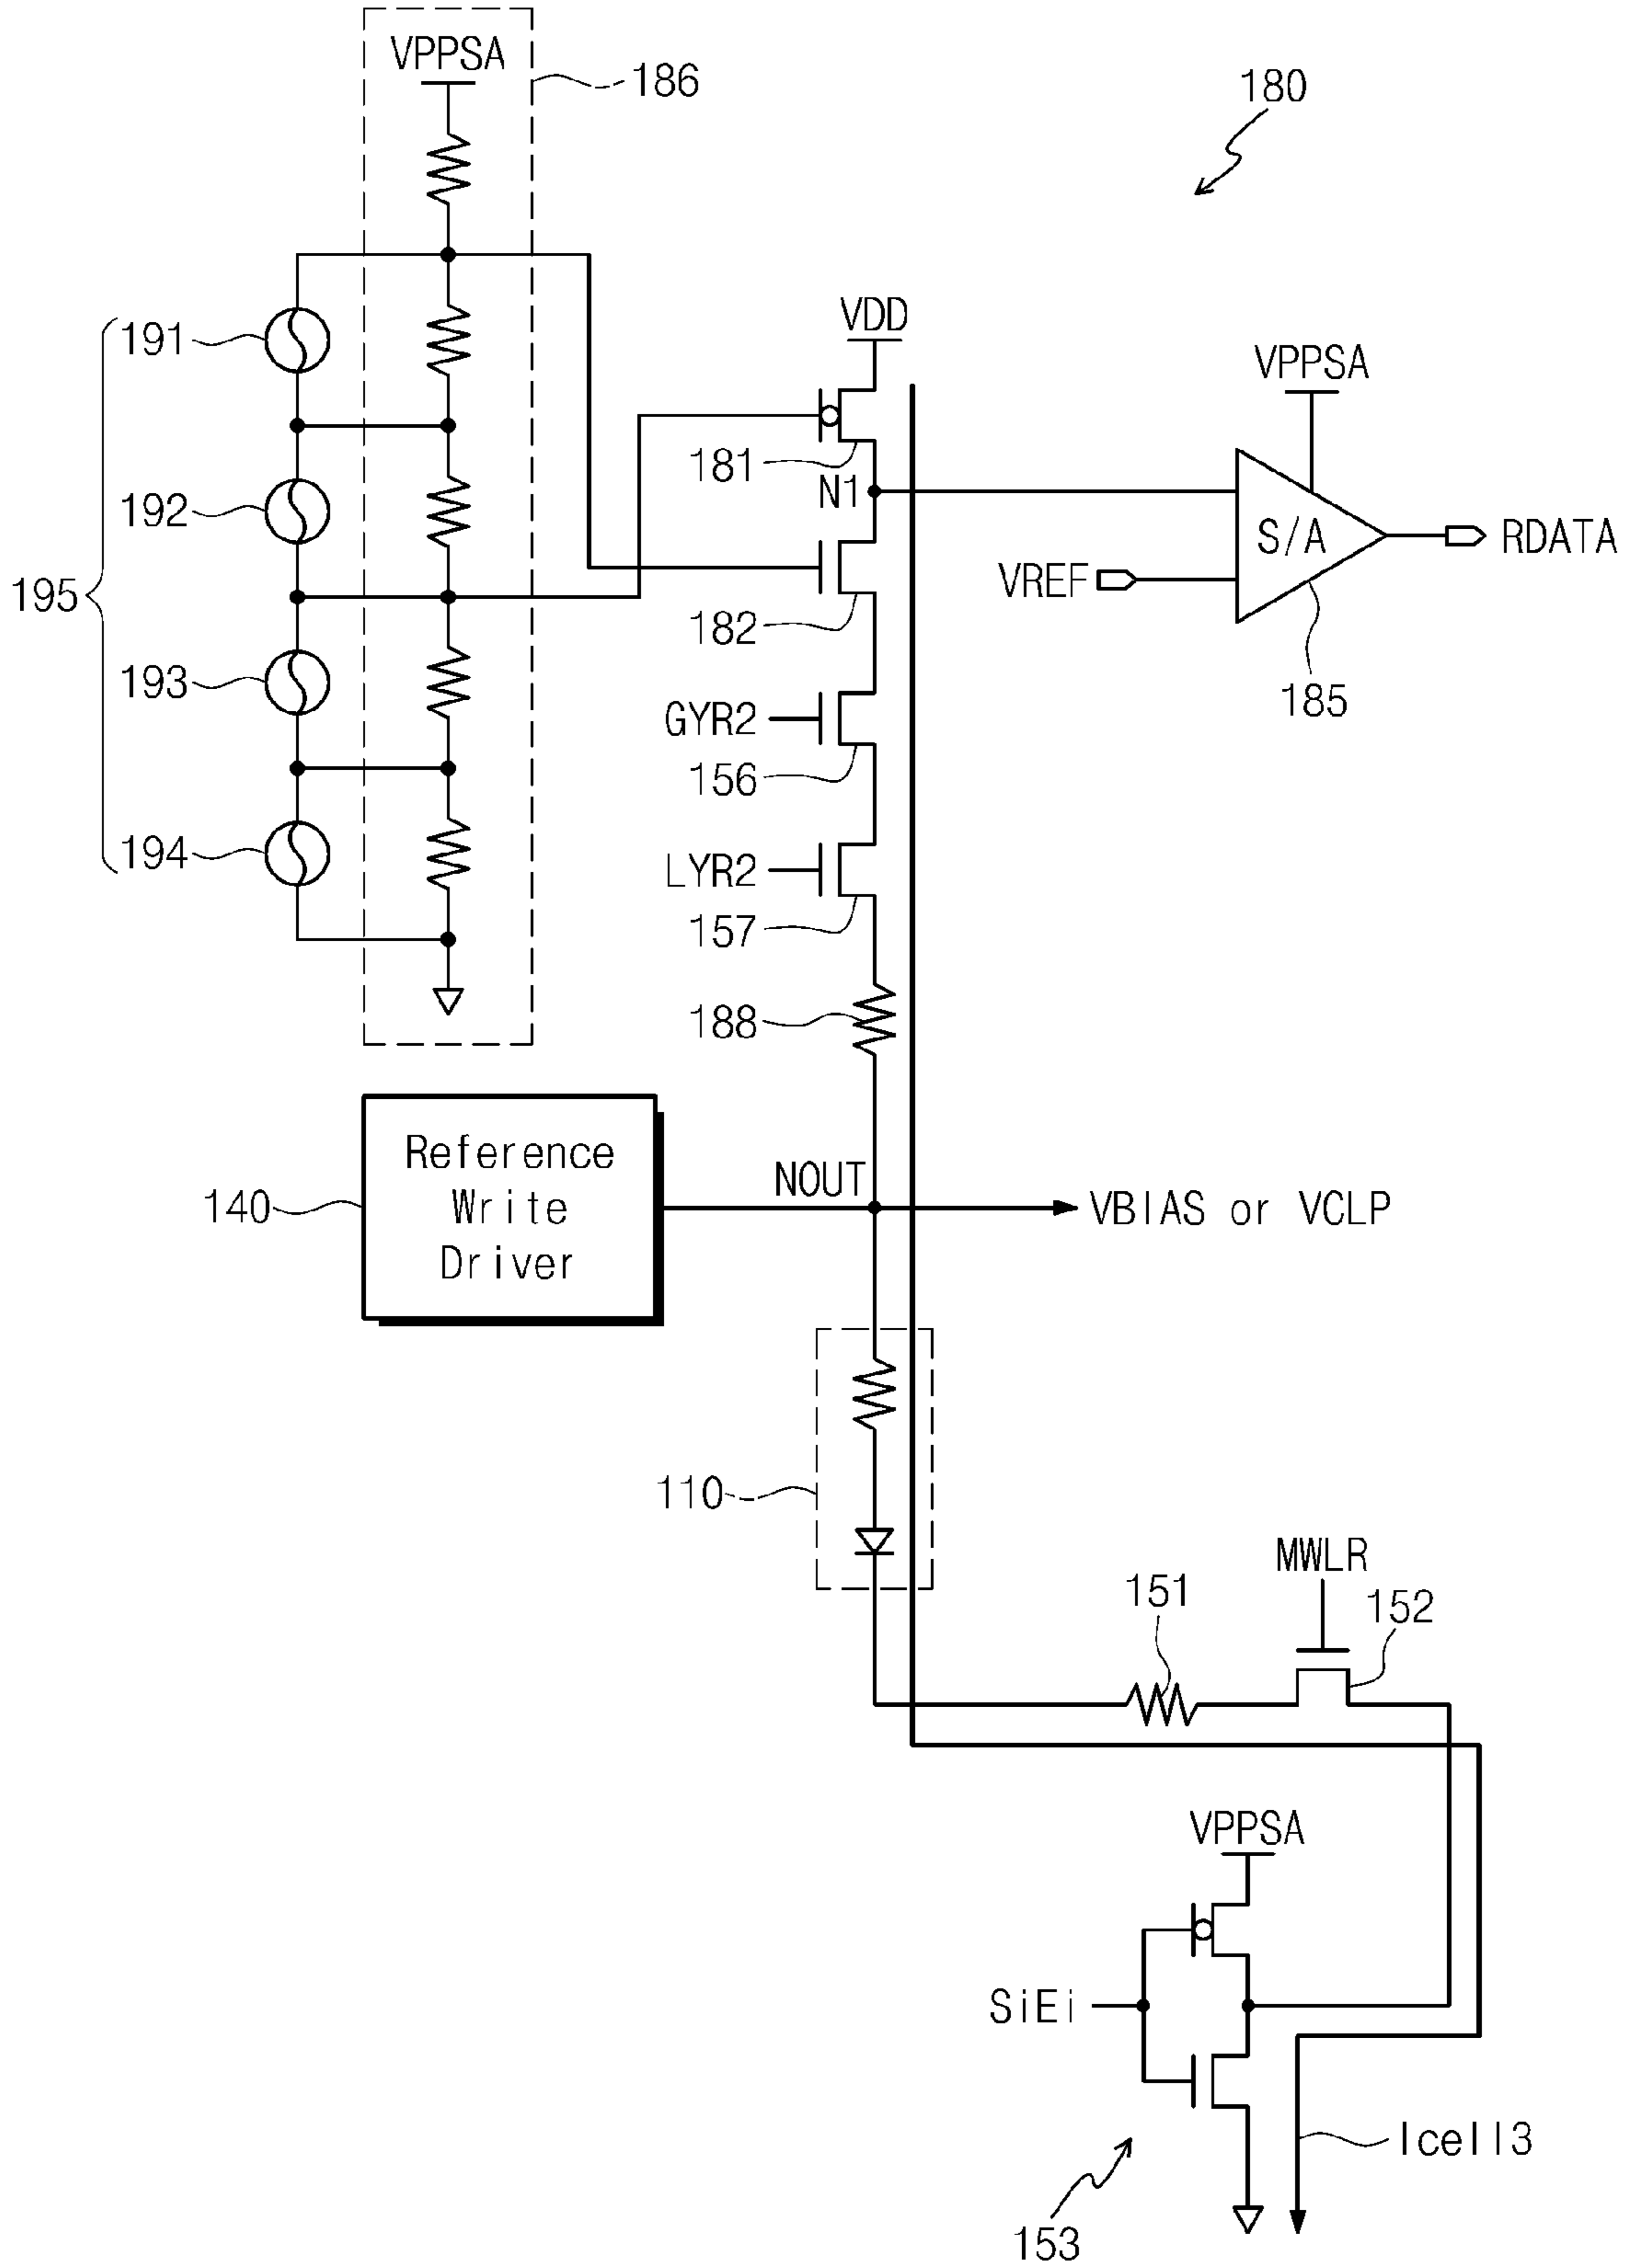 VPPSA
186
180
191
VDD
VPPSA
181
192
N1
S/A
RDATA
195
VREF
182
193
185
GYR2
156
194
LYR2
157
188
Reference
Write
Driver
140
NOUT
VBIAS or VCLP
110
MWLR
151
152
VPPSA
SiEi
Icell3
153